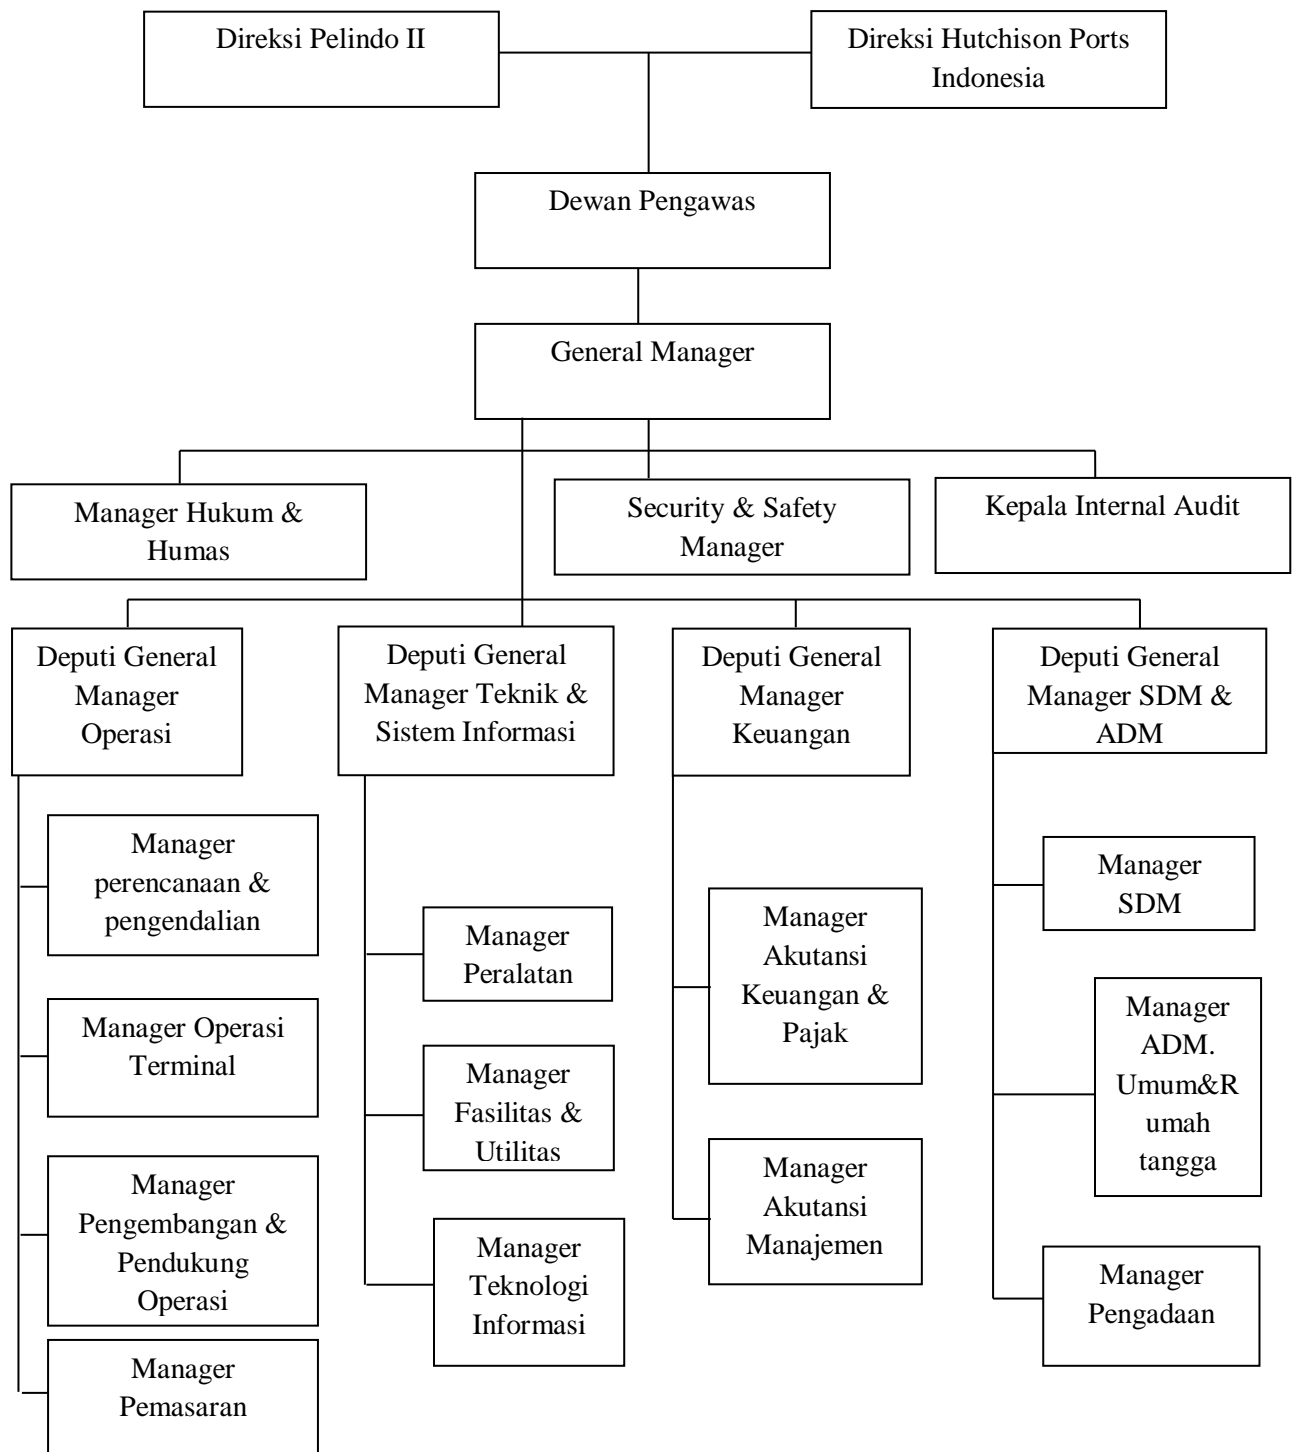 Direksi Pelindo II
Direksi Hutchison Ports
Indonesia
Dewan Pengawas
General Manager
Manager Hukum &
Humas
Security & Safety
Manager
Kepala Internal Audit
Deputi General
Manager
Operasi
Deputi General
Manager Teknik &
Sistem Informasi
Deputi General
Manager
Keuangan
Deputi General
Manager SDM &
ADM
Manager
perencanaan &
pengendalian
Manager Operasi
Terminal
Manager
Pengembangan &
Pendukung
Operasi
Manager
Pemasaran
Manager
Peralatan
Manager
Fasilitas &
Utilitas
Manager
Teknologi
Informasi
Manager
Akutansi
Keuangan &
Pajak
Manager
Akutansi
Manajemen
Manager
SDM
Manager
ADM.
Umum&R
umah
tangga
Manager
Pengadaan